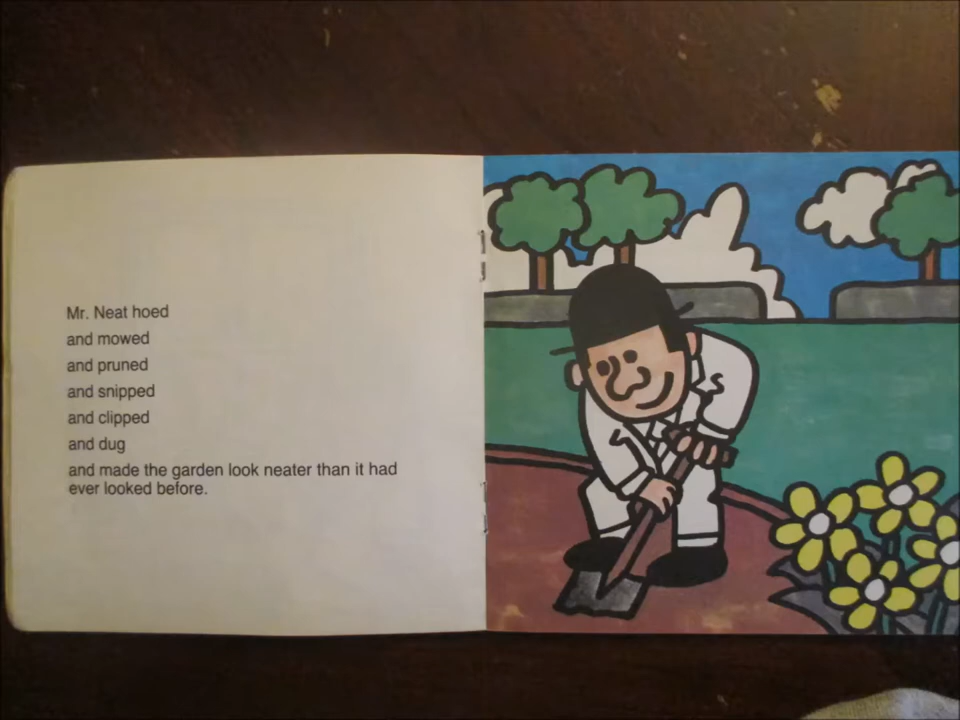 Mr. Neat hoed
and mowed
and pruned
and snipped
and clipped
and dug
and made the garden look neater than it had
ever looked before.